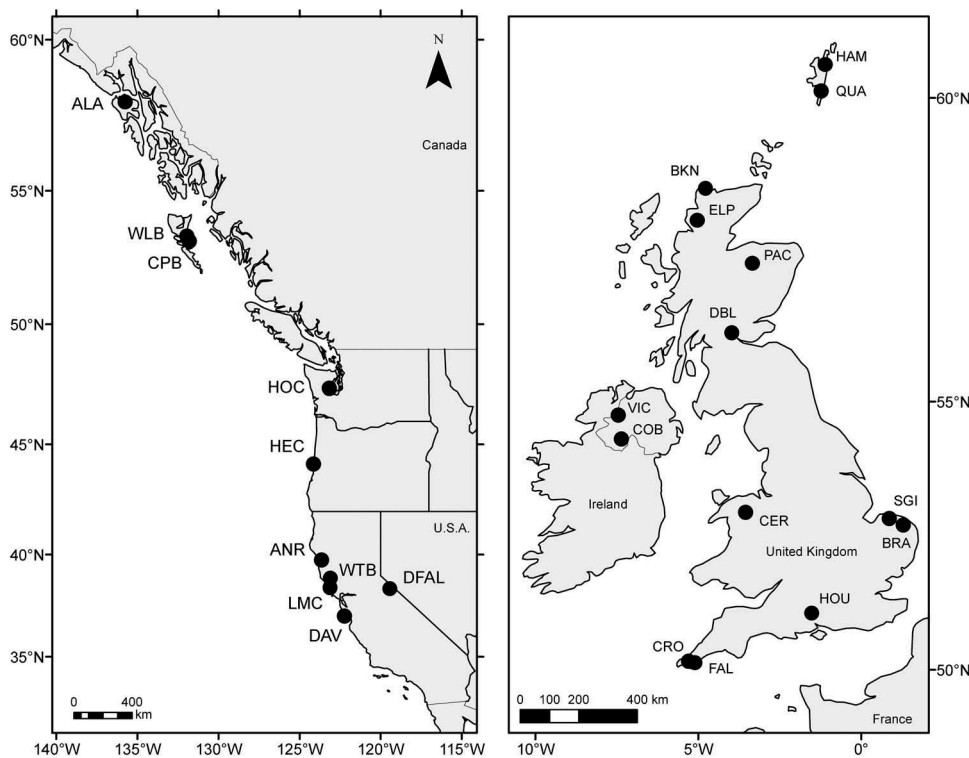 60°N
55°N
50°N
45°N
40°N
35°N
N
Canada
ALA
WLB
CPB
HOC
HEC
U.S.A.
ANR
WTB
DFAL
LMC
DAV
0 400
km
140°W 135°W 130°W 125°W 120°W 115°W
HAM
QUA
60°N
BKN
ELP
PAC
DBL
55°N
VIC
COB
SGI
Ireland
CER
BRA
United Kingdom
HOU
CRO
FAL
50°N
0 100 200 400 km
France
10°W 5°W 0°